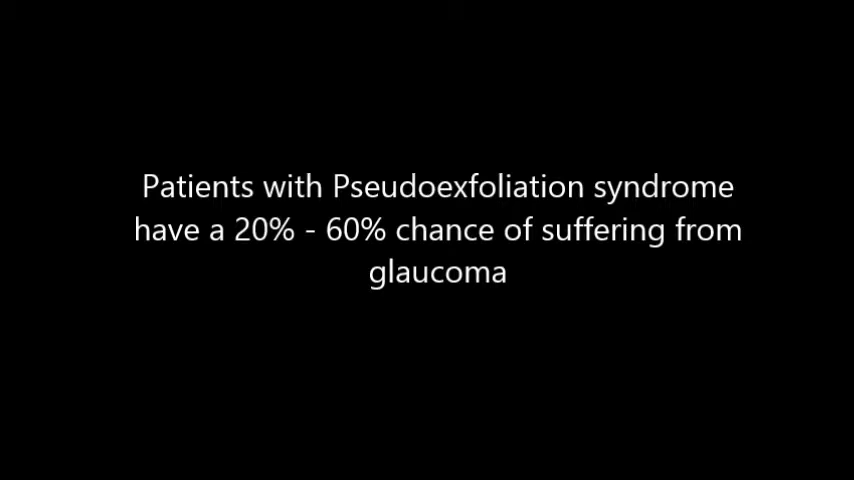 Patients with Pseudoexfoliation syndrome
have a 20% - 60% chance of suffering from
glaucoma